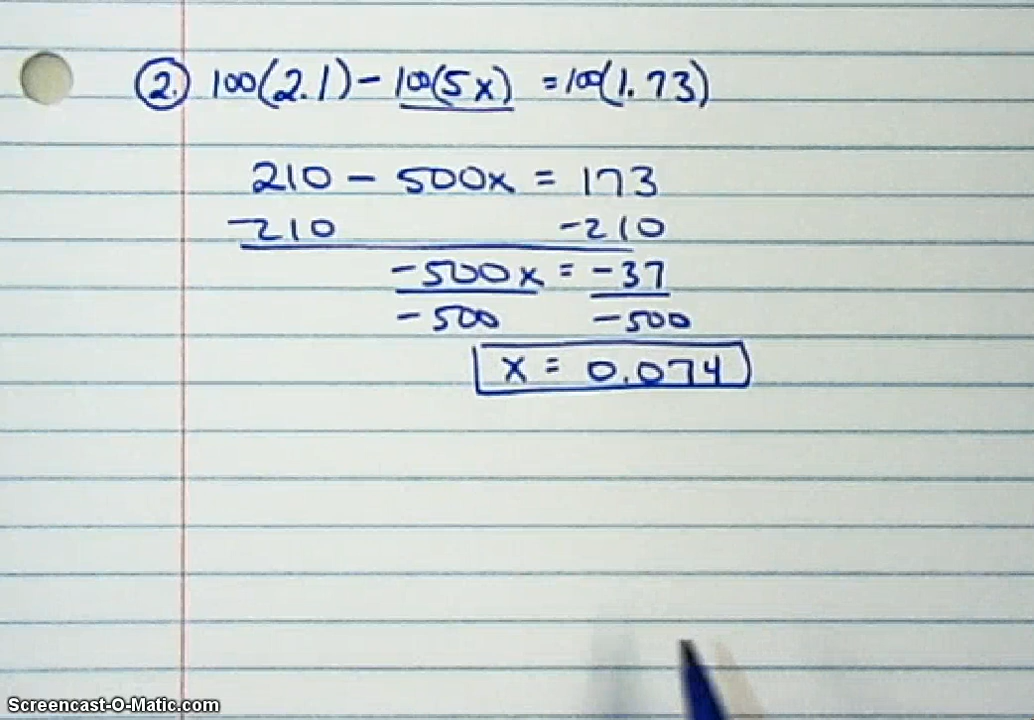 2. 100(2.1) - 100(5x) = 100(1.73)
210 - 500x = 173
-210 -210
-500x = -37
-500 -500
x = 0.074
Screencast-O-Matic.com